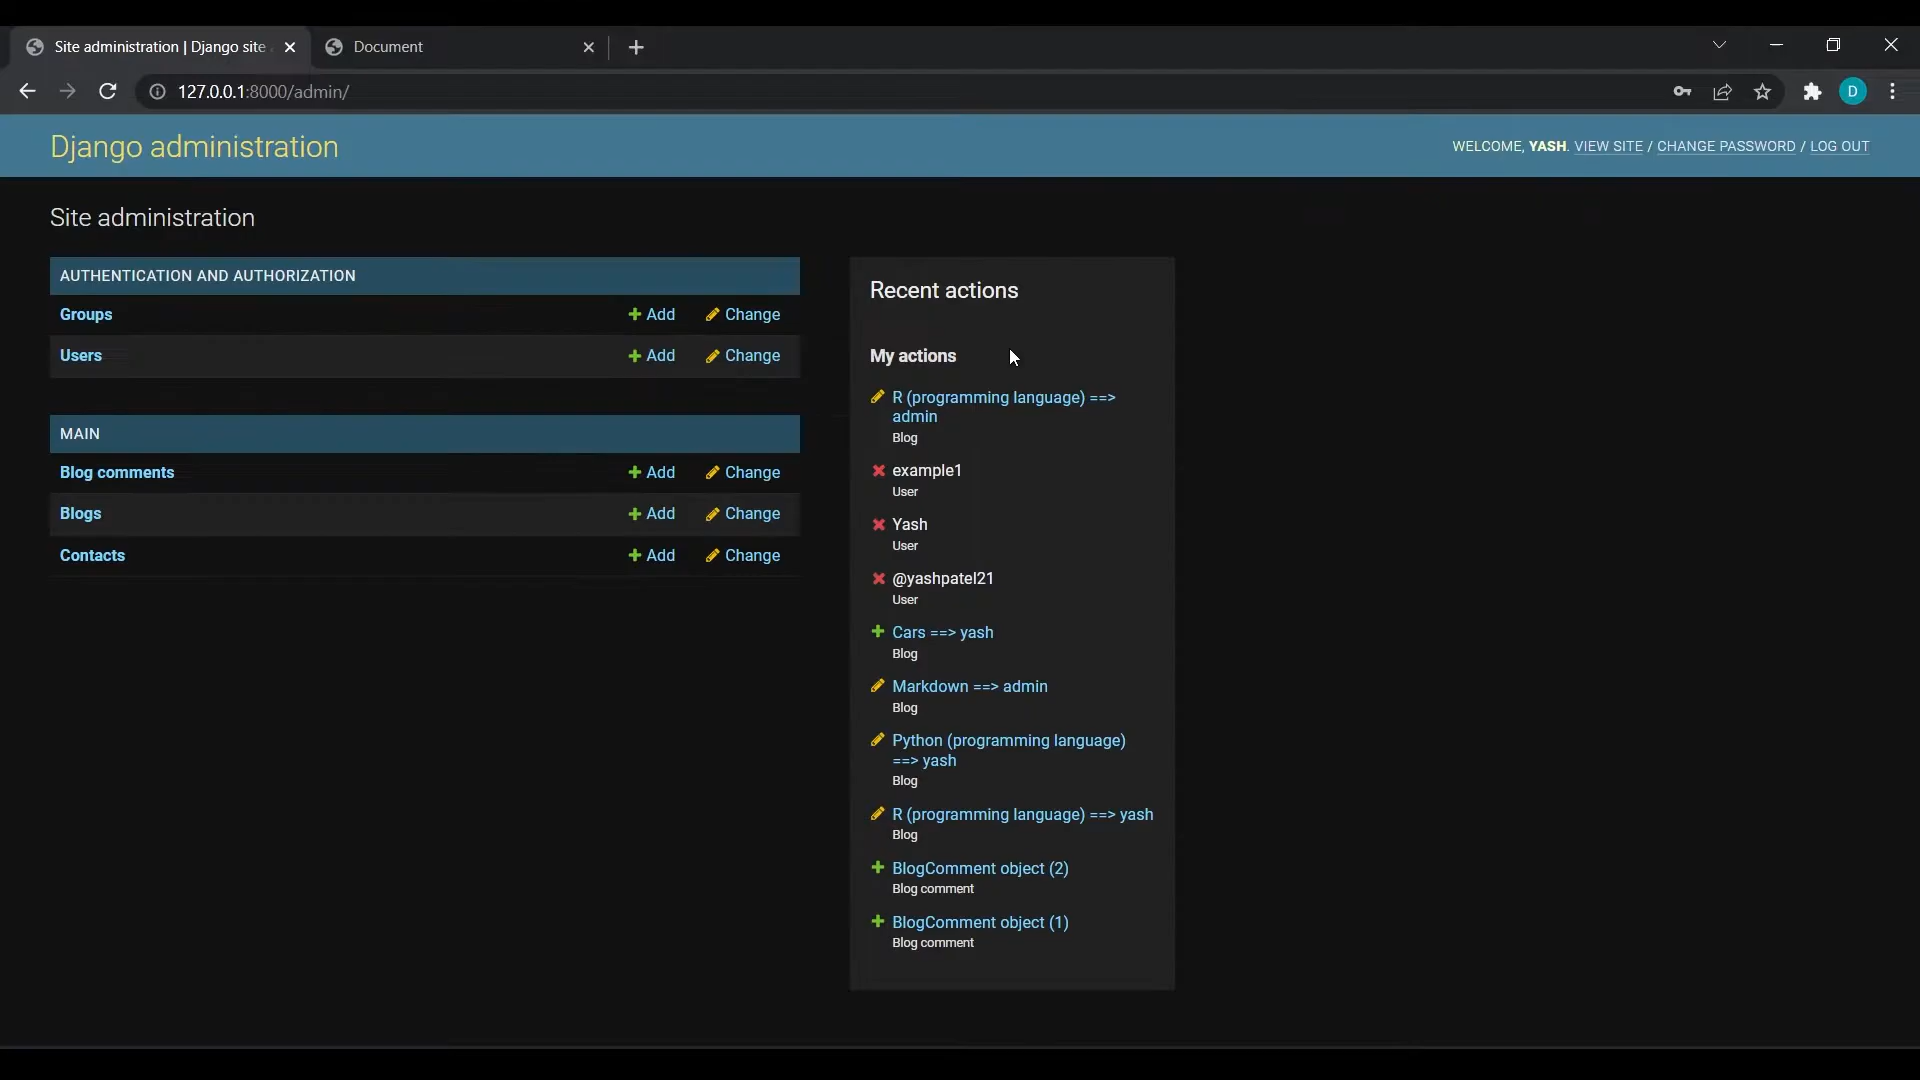 Site administration | Django site
Document
127.0.0.1:8000/admin/
D
Django administration
WELCOME, YASH. VIEW SITE / CHANGE PASSWORD / LOG OUT
Site administration
AUTHENTICATION AND AUTHORIZATION
Groups Add Change
Users Add Change
MAIN
Blog comments Add Change
Blogs Add Change
Contacts Add Change
Recent actions
My actions
R (programming language) ==>
admin
Blog
example1
User
Yash
User
@yashpatel21
User
Cars ==> yash
Blog
Markdown ==> admin
Blog
Python (programming language)
==> yash
Blog
R (programming language) ==> yash
Blog
BlogComment object (2)
Blog comment
BlogComment object (1)
Blog comment